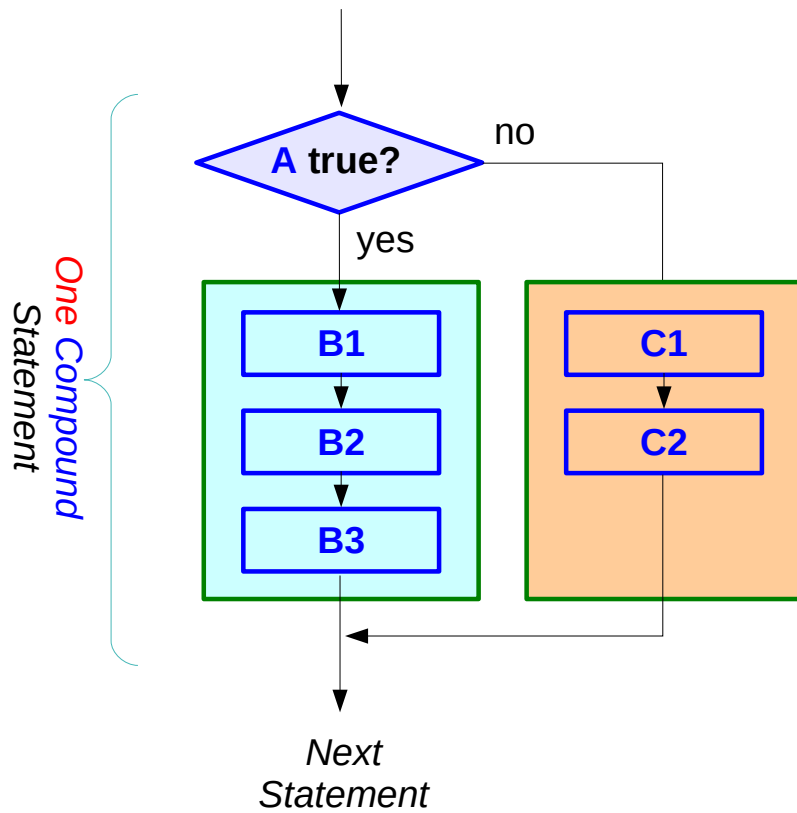 A true?
no
yes
One Compound
Statement
B1
B2
B3
C1
C2
Next
Statement